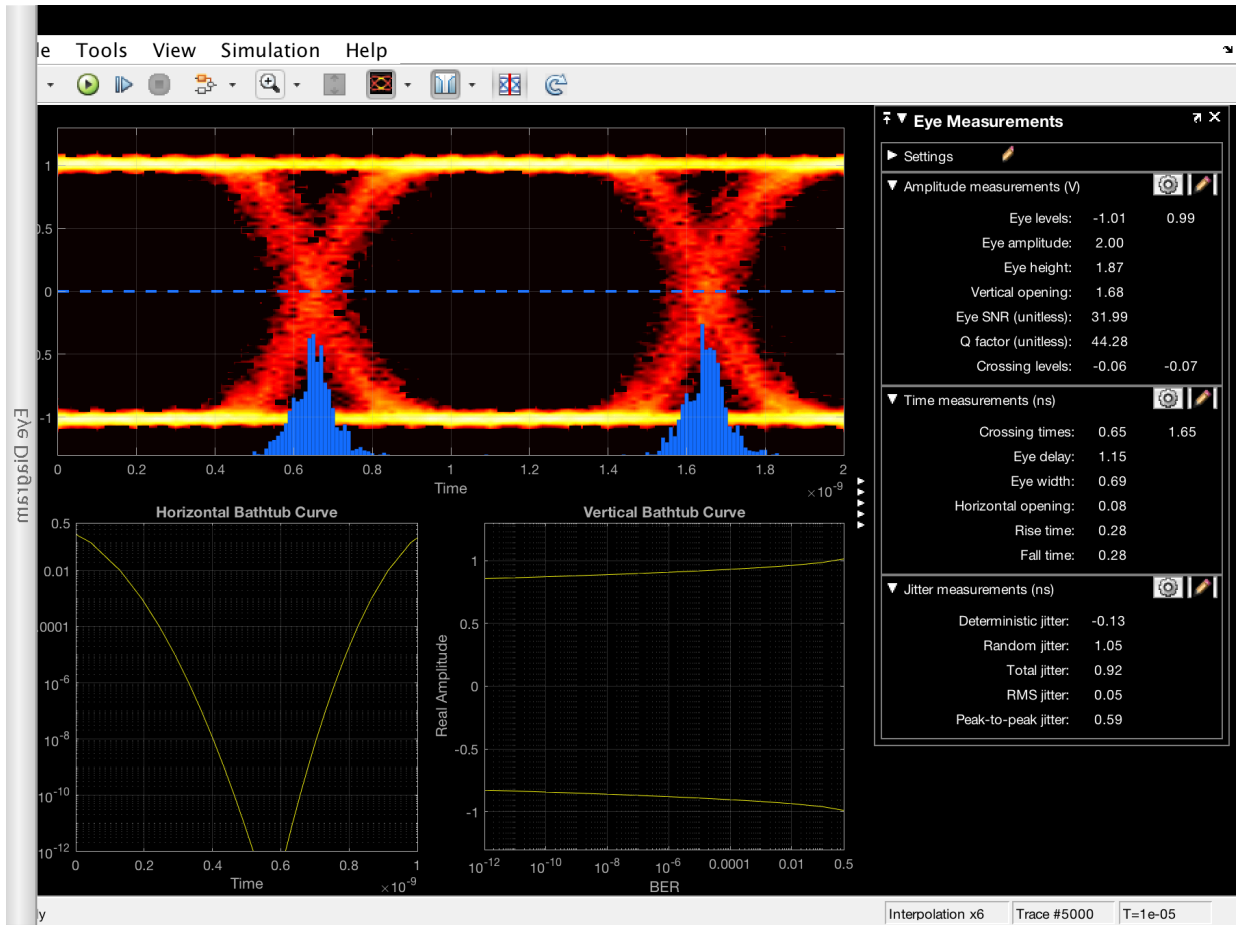 le Tools View Simulation Help
Eye Diagram
Eye Measurements
Settings
Amplitude measurements (V)
Eye levels: -1.01 0.99
Eye amplitude: 2.00
Eye height: 1.87
Vertical opening: 1.68
Eye SNR (unitless): 31.99
Q factor (unitless): 44.28
Crossing levels: -0.06 -0.07
Time measurements (ns)
Crossing times: 0.65 1.65
Eye delay: 1.15
Eye width: 0.69
Horizontal opening: 0.08
Rise time: 0.28
Fall time: 0.28
Jitter measurements (ns)
Deterministic jitter: -0.13
Random jitter: 1.05
Total jitter: 0.92
RMS jitter: 0.05
Peak-to-peak jitter: 0.59
1
0.5
0
0.5
-1
0 0.2 0.4 0.6 0.8 1 1.2 1.4 1.6 1.8 2
Time
×10⁻⁹
Horizontal Bathtub Curve
0.5
0.01
.0001
10⁻⁶
10⁻⁸
10⁻¹⁰
10⁻¹²
0 0.2 0.4 0.6 0.8 1
Time
×10⁻⁹
Vertical Bathtub Curve
Real Amplitude
1
0.5
0
-0.5
-1
10⁻¹² 10⁻¹⁰ 10⁻⁸ 10⁻⁶ 0.0001 0.01 0.5
BER
y
Interpolation x6 Trace #5000 T=1e-05